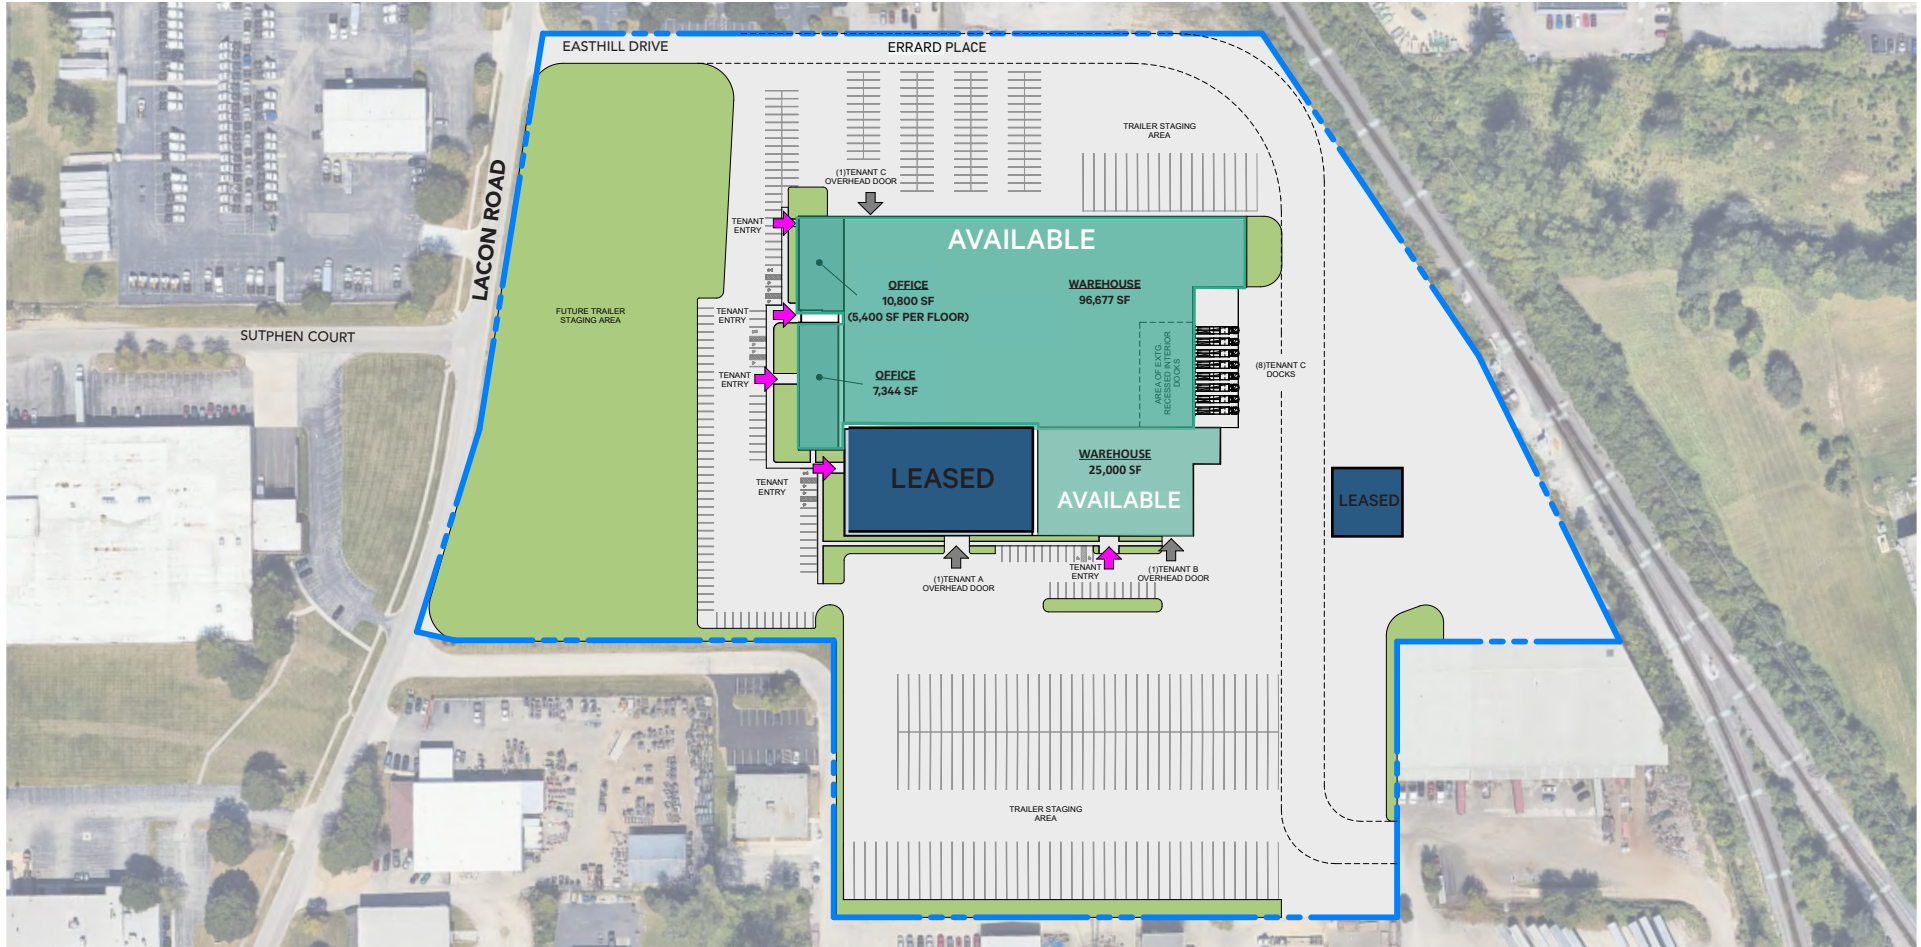 EASTHILL DRIVE
ERRARD PLACE
TRAILER STAGING
AREA
(1)TENANT C
OVERHEAD DOOR
LACON ROAD
TENANT
ENTRY
AVAILABLE
OFFICE
10,800 SF
(5,400 SF PER FLOOR)
WAREHOUSE
96,677 SF
FUTURE TRAILER
STAGING AREA
TENANT
ENTRY
SUTPHEN COURT
AREA OF EXTG.
RECESSED INTERIOR
DOCKS
(8)TENANT C
DOCKS
TENANT
ENTRY
OFFICE
7,344 SF
WAREHOUSE
25,000 SF
AVAILABLE
LEASED
LEASED
TENANT
ENTRY
(1)TENANT A
OVERHEAD DOOR
TENANT
ENTRY
(1)TENANT B
OVERHEAD DOOR
TRAILER STAGING
AREA